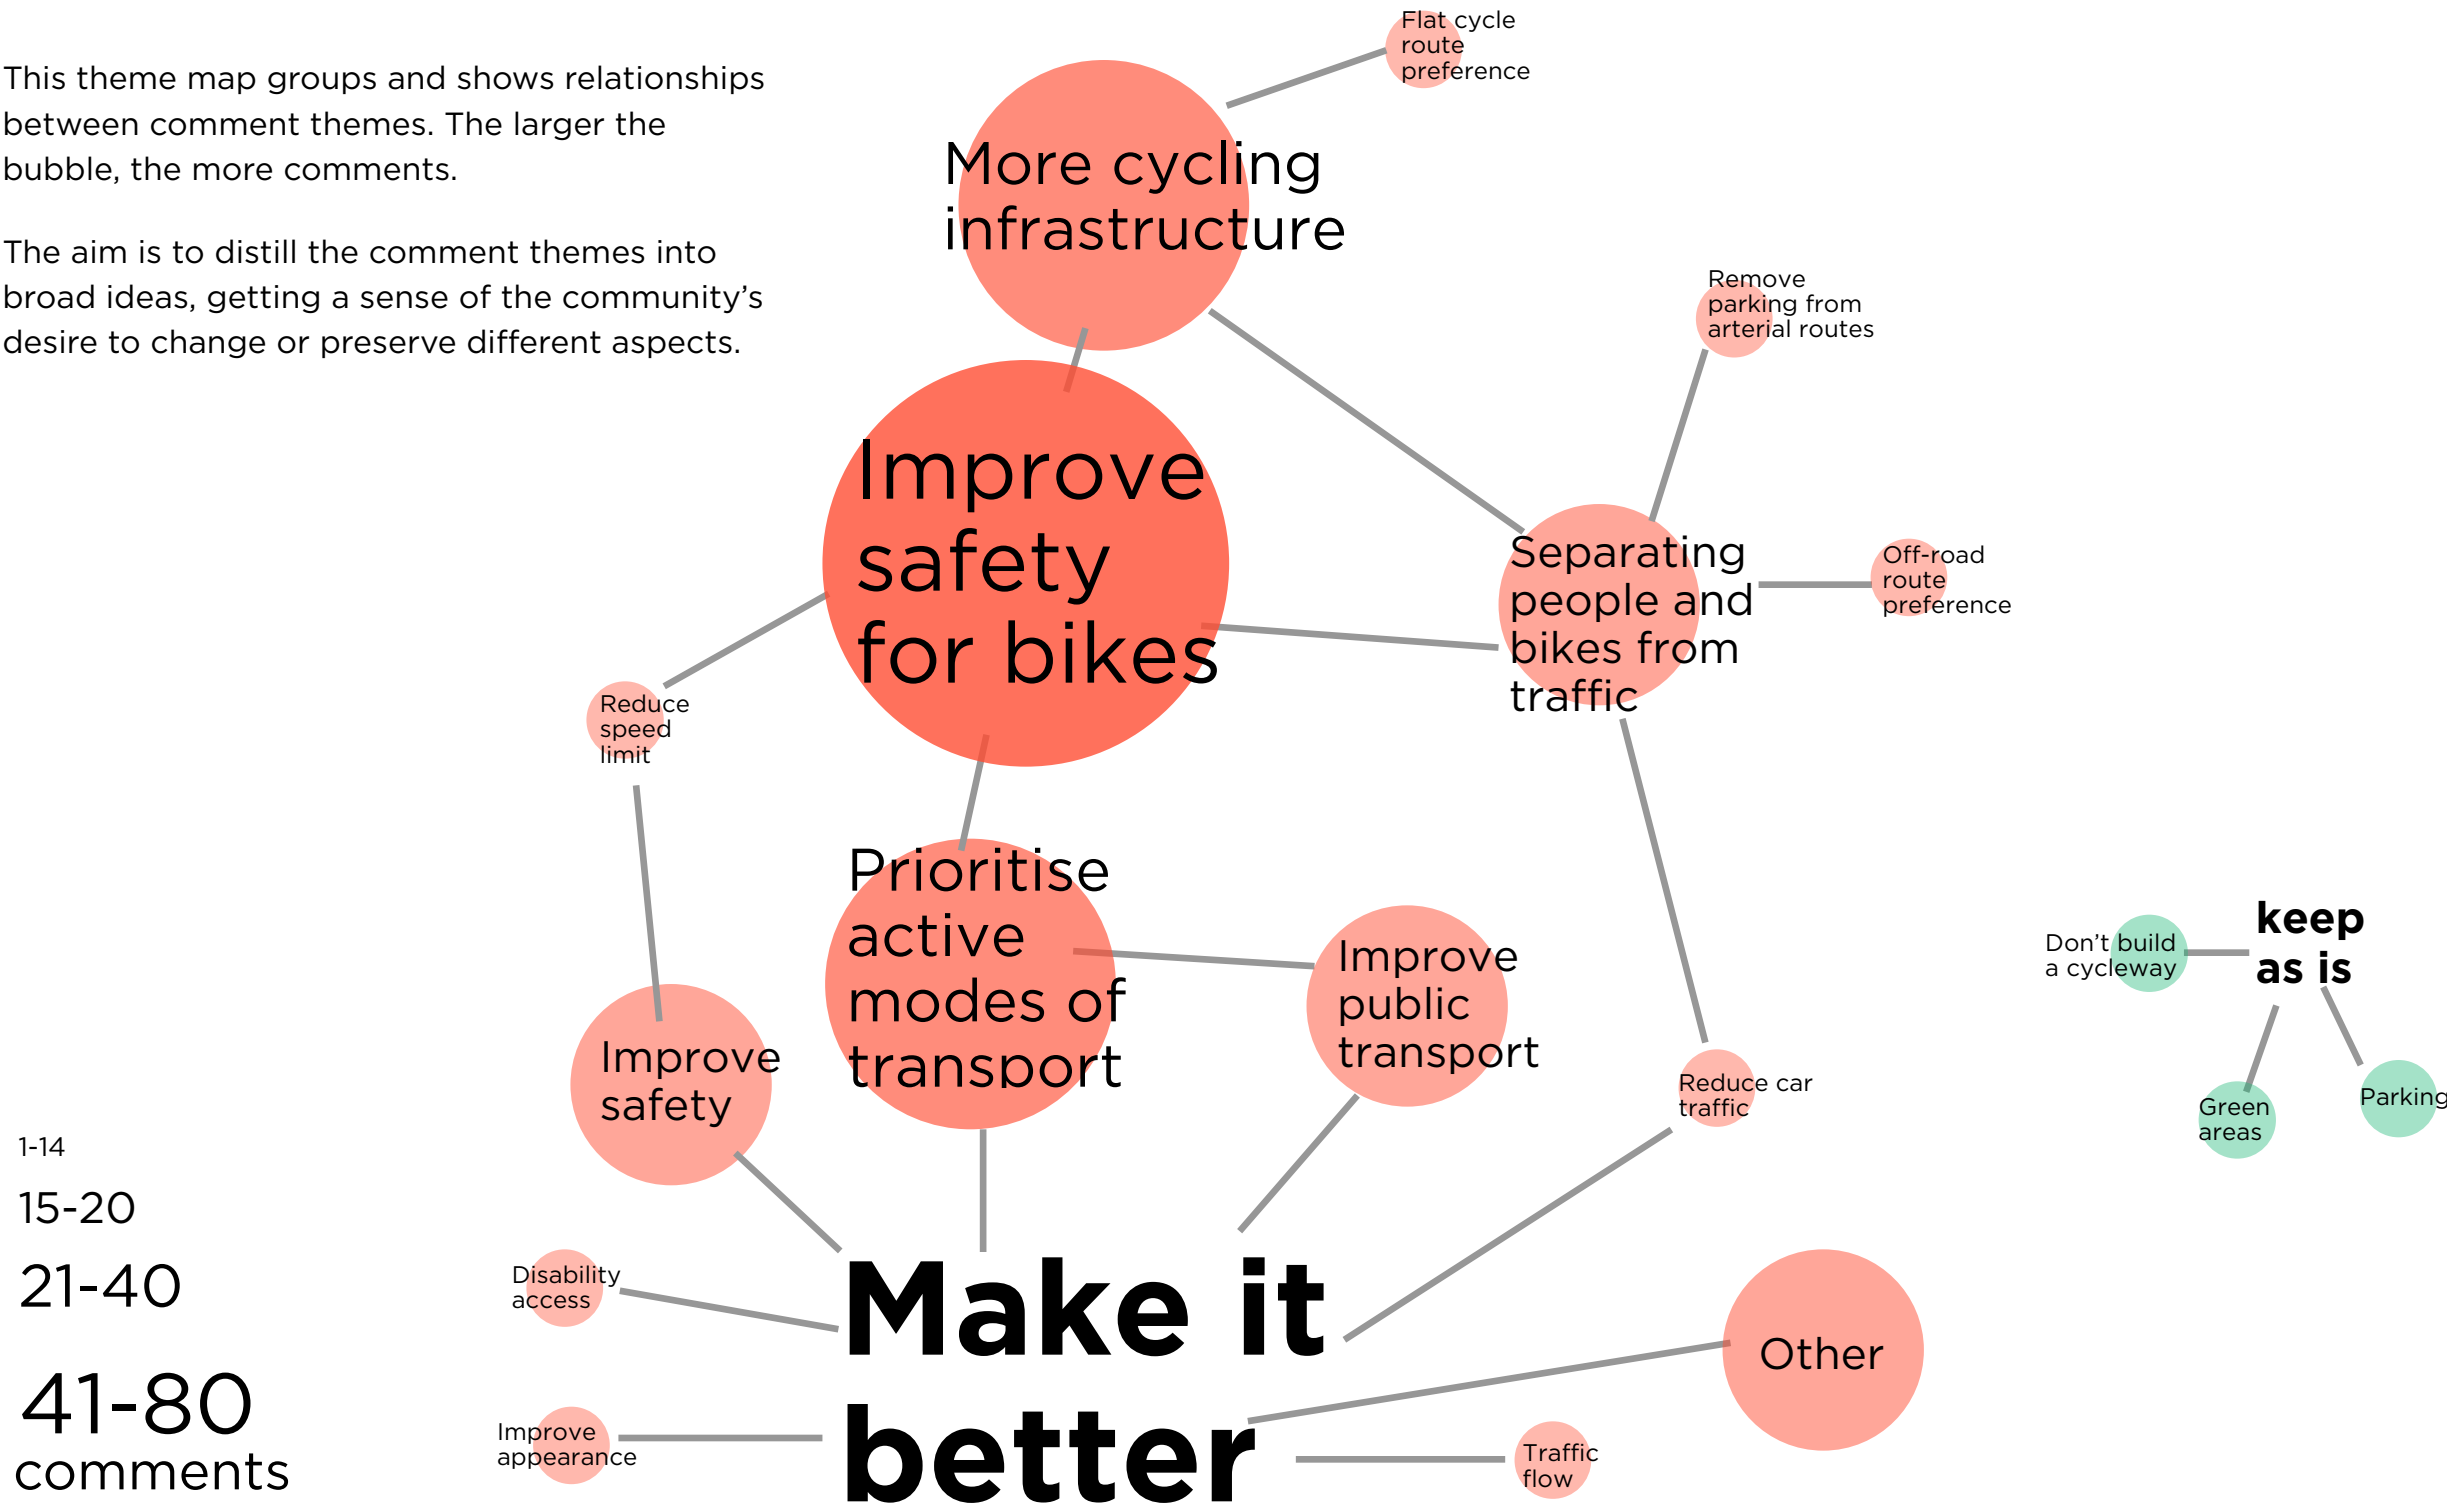 This theme map groups and shows relationships
between comment themes. The larger the
bubble, the more comments.
The aim is to distill the comment themes into
broad ideas, getting a sense of the community’s
desire to change or preserve different aspects.
Flat cycle
route
preference
More cycling
infrastructure
Remove
parking from
arterial routes
Improve
safety
for bikes
Separating
people and
bikes from
traffic
Off-road
route
preference
Reduce
speed
limit
Prioritise
active
modes of
transport
Improve
public
transport
Improve
safety
Reduce car
traffic
keep
as is
Don’t build
a cycleway
Green
areas
Parking
1-14
15-20
21-40
41-80
comments
Disability
access
Make it
better
Other
Improve
appearance
Traffic
flow